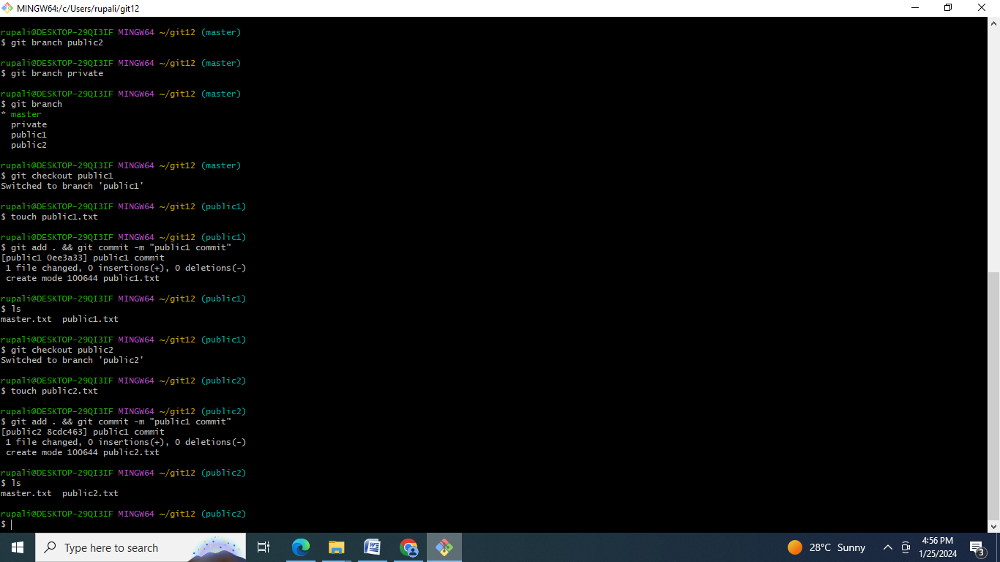 MINGW64:/c/Users/rupali/git12
rupali@DESKTOP-29QI3IF MINGW64 ~/git12 (master)
$ git branch public2
rupali@DESKTOP-29QI3IF MINGW64 ~/git12 (master)
$ git branch private
rupali@DESKTOP-29QI3IF MINGW64 ~/git12 (master)
$ git branch
* master
  private
  public1
  public2
rupali@DESKTOP-29QI3IF MINGW64 ~/git12 (master)
$ git checkout public1
Switched to branch 'public1'
rupali@DESKTOP-29QI3IF MINGW64 ~/git12 (public1)
$ touch public1.txt
rupali@DESKTOP-29QI3IF MINGW64 ~/git12 (public1)
$ git add . && git commit -m "public1 commit"
[public1 0ee3a33] public1 commit
 1 file changed, 0 insertions(+), 0 deletions(-)
 create mode 100644 public1.txt
rupali@DESKTOP-29QI3IF MINGW64 ~/git12 (public1)
$ ls
master.txt  public1.txt
rupali@DESKTOP-29QI3IF MINGW64 ~/git12 (public1)
$ git checkout public2
Switched to branch 'public2'
rupali@DESKTOP-29QI3IF MINGW64 ~/git12 (public2)
$ touch public2.txt
rupali@DESKTOP-29QI3IF MINGW64 ~/git12 (public2)
$ git add . && git commit -m "public1 commit"
[public2 8cdc463] public1 commit
 1 file changed, 0 insertions(+), 0 deletions(-)
 create mode 100644 public2.txt
rupali@DESKTOP-29QI3IF MINGW64 ~/git12 (public2)
$ ls
master.txt  public2.txt
rupali@DESKTOP-29QI3IF MINGW64 ~/git12 (public2)
$
Type here to search
W
28°C Sunny
4:56 PM
1/25/2024
3